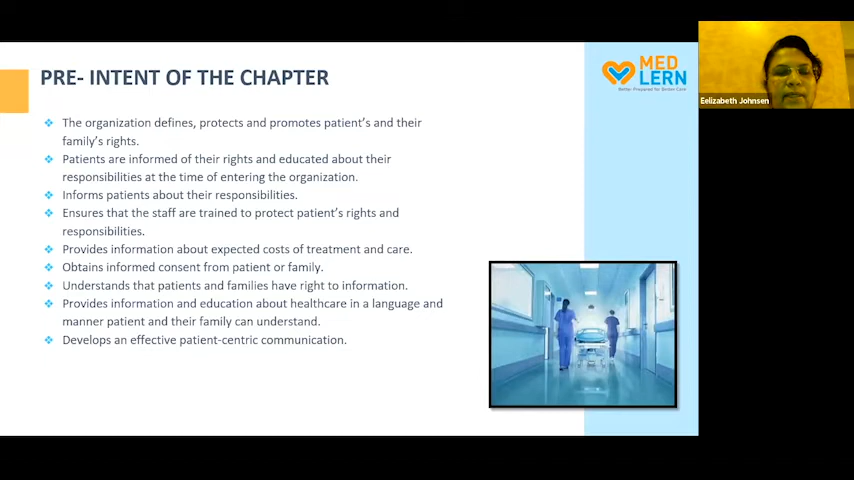 PRE- INTENT OF THE CHAPTER
MED
LERN
Better Prepared for Better Care
Eelizabeth Johnsen
❖ The organization defines, protects and promotes patient's and their
family's rights.
❖ Patients are informed of their rights and educated about their
responsibilities at the time of entering the organization.
❖ Informs patients about their responsibilities.
❖ Ensures that the staff are trained to protect patient's rights and
responsibilities.
❖ Provides information about expected costs of treatment and care.
❖ Obtains informed consent from patient or family.
❖ Understands that patients and families have right to information.
❖ Provides information and education about healthcare in a language and
manner patient and their family can understand.
❖ Develops an effective patient-centric communication.